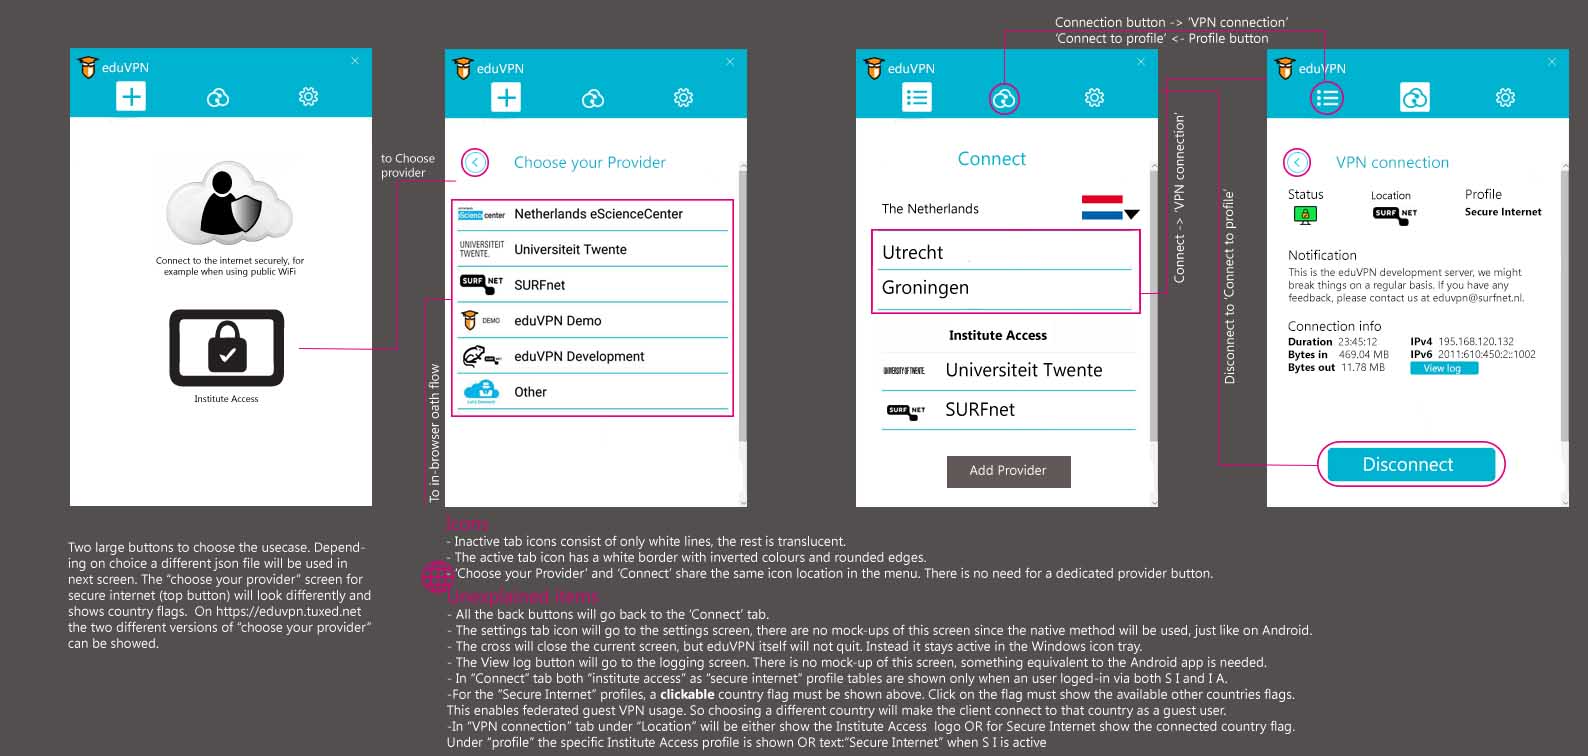 Connection button -> 'VPN connection'
'Connect to profile' <- Profile button
eduVPN
Connect to the internet securely, for
example when using public WiFi
Institute Access
to Choose
provider
To in-browser oath flow
eduVPN
Choose your Provider
eScience center Netherlands eScienceCenter
UNIVERSITEIT TWENTE. Universiteit Twente
SURF NET SURFnet
DEMO eduVPN Demo
eduVPN Development
Other
eduVPN
Connect
The Netherlands
Utrecht
Groningen
Institute Access
UNIVERSITY OF TWENTE. Universiteit Twente
SURF NET SURFnet
Add Provider
Connect -> 'VPN connection'
Disconnect to 'Connect to profile'
eduVPN
VPN connection
Status Location Profile
SURF NET Secure Internet
Notification
This is the eduVPN development server, we might
break things on a regular basis. If you have any
feedback, please contact us at eduvpn@surfnet.nl.
Connection info
Duration 23:45:12 IPv4 195.168.120.132
Bytes in 469.04 MB IPv6 2011:610:450:2::1002
Bytes out 11.78 MB View log
Disconnect
Two large buttons to choose the usecase. Depend-
ing on choice a different json file will be used in
next screen. The "choose your provider" screen for
secure internet (top button) will look differently and
shows country flags. On https://eduvpn.tuxed.net
the two different versions of "choose your provider"
can be showed.
Icons
- Inactive tab icons consist of only white lines, the rest is translucent.
- The active tab icon has a white border with inverted colours and rounded edges.
- 'Choose your Provider' and 'Connect' share the same icon location in the menu. There is no need for a dedicated provider button.
Unexplained items
- All the back buttons will go back to the 'Connect' tab.
- The settings tab icon will go to the settings screen, there are no mock-ups of this screen since the native method will be used, just like on Android.
- The cross will close the current screen, but eduVPN itself will not quit. Instead it stays active in the Windows icon tray.
- The View log button will go to the logging screen. There is no mock-up of this screen, something equivalent to the Android app is needed.
- In "Connect" tab both "institute access" as "secure internet" profile tables are shown only when an user loged-in via both S I and I A.
-For the "Secure Internet" profiles, a clickable country flag must be shown above. Click on the flag must show the available other countries flags.
This enables federated guest VPN usage. So choosing a different country will make the client connect to that country as a guest user.
-In "VPN connection" tab under "Location" will be either show the Institute Access logo OR for Secure Internet show the connected country flag.
Under "profile" the specific Institute Access profile is shown OR text:"Secure Internet" when S I is active